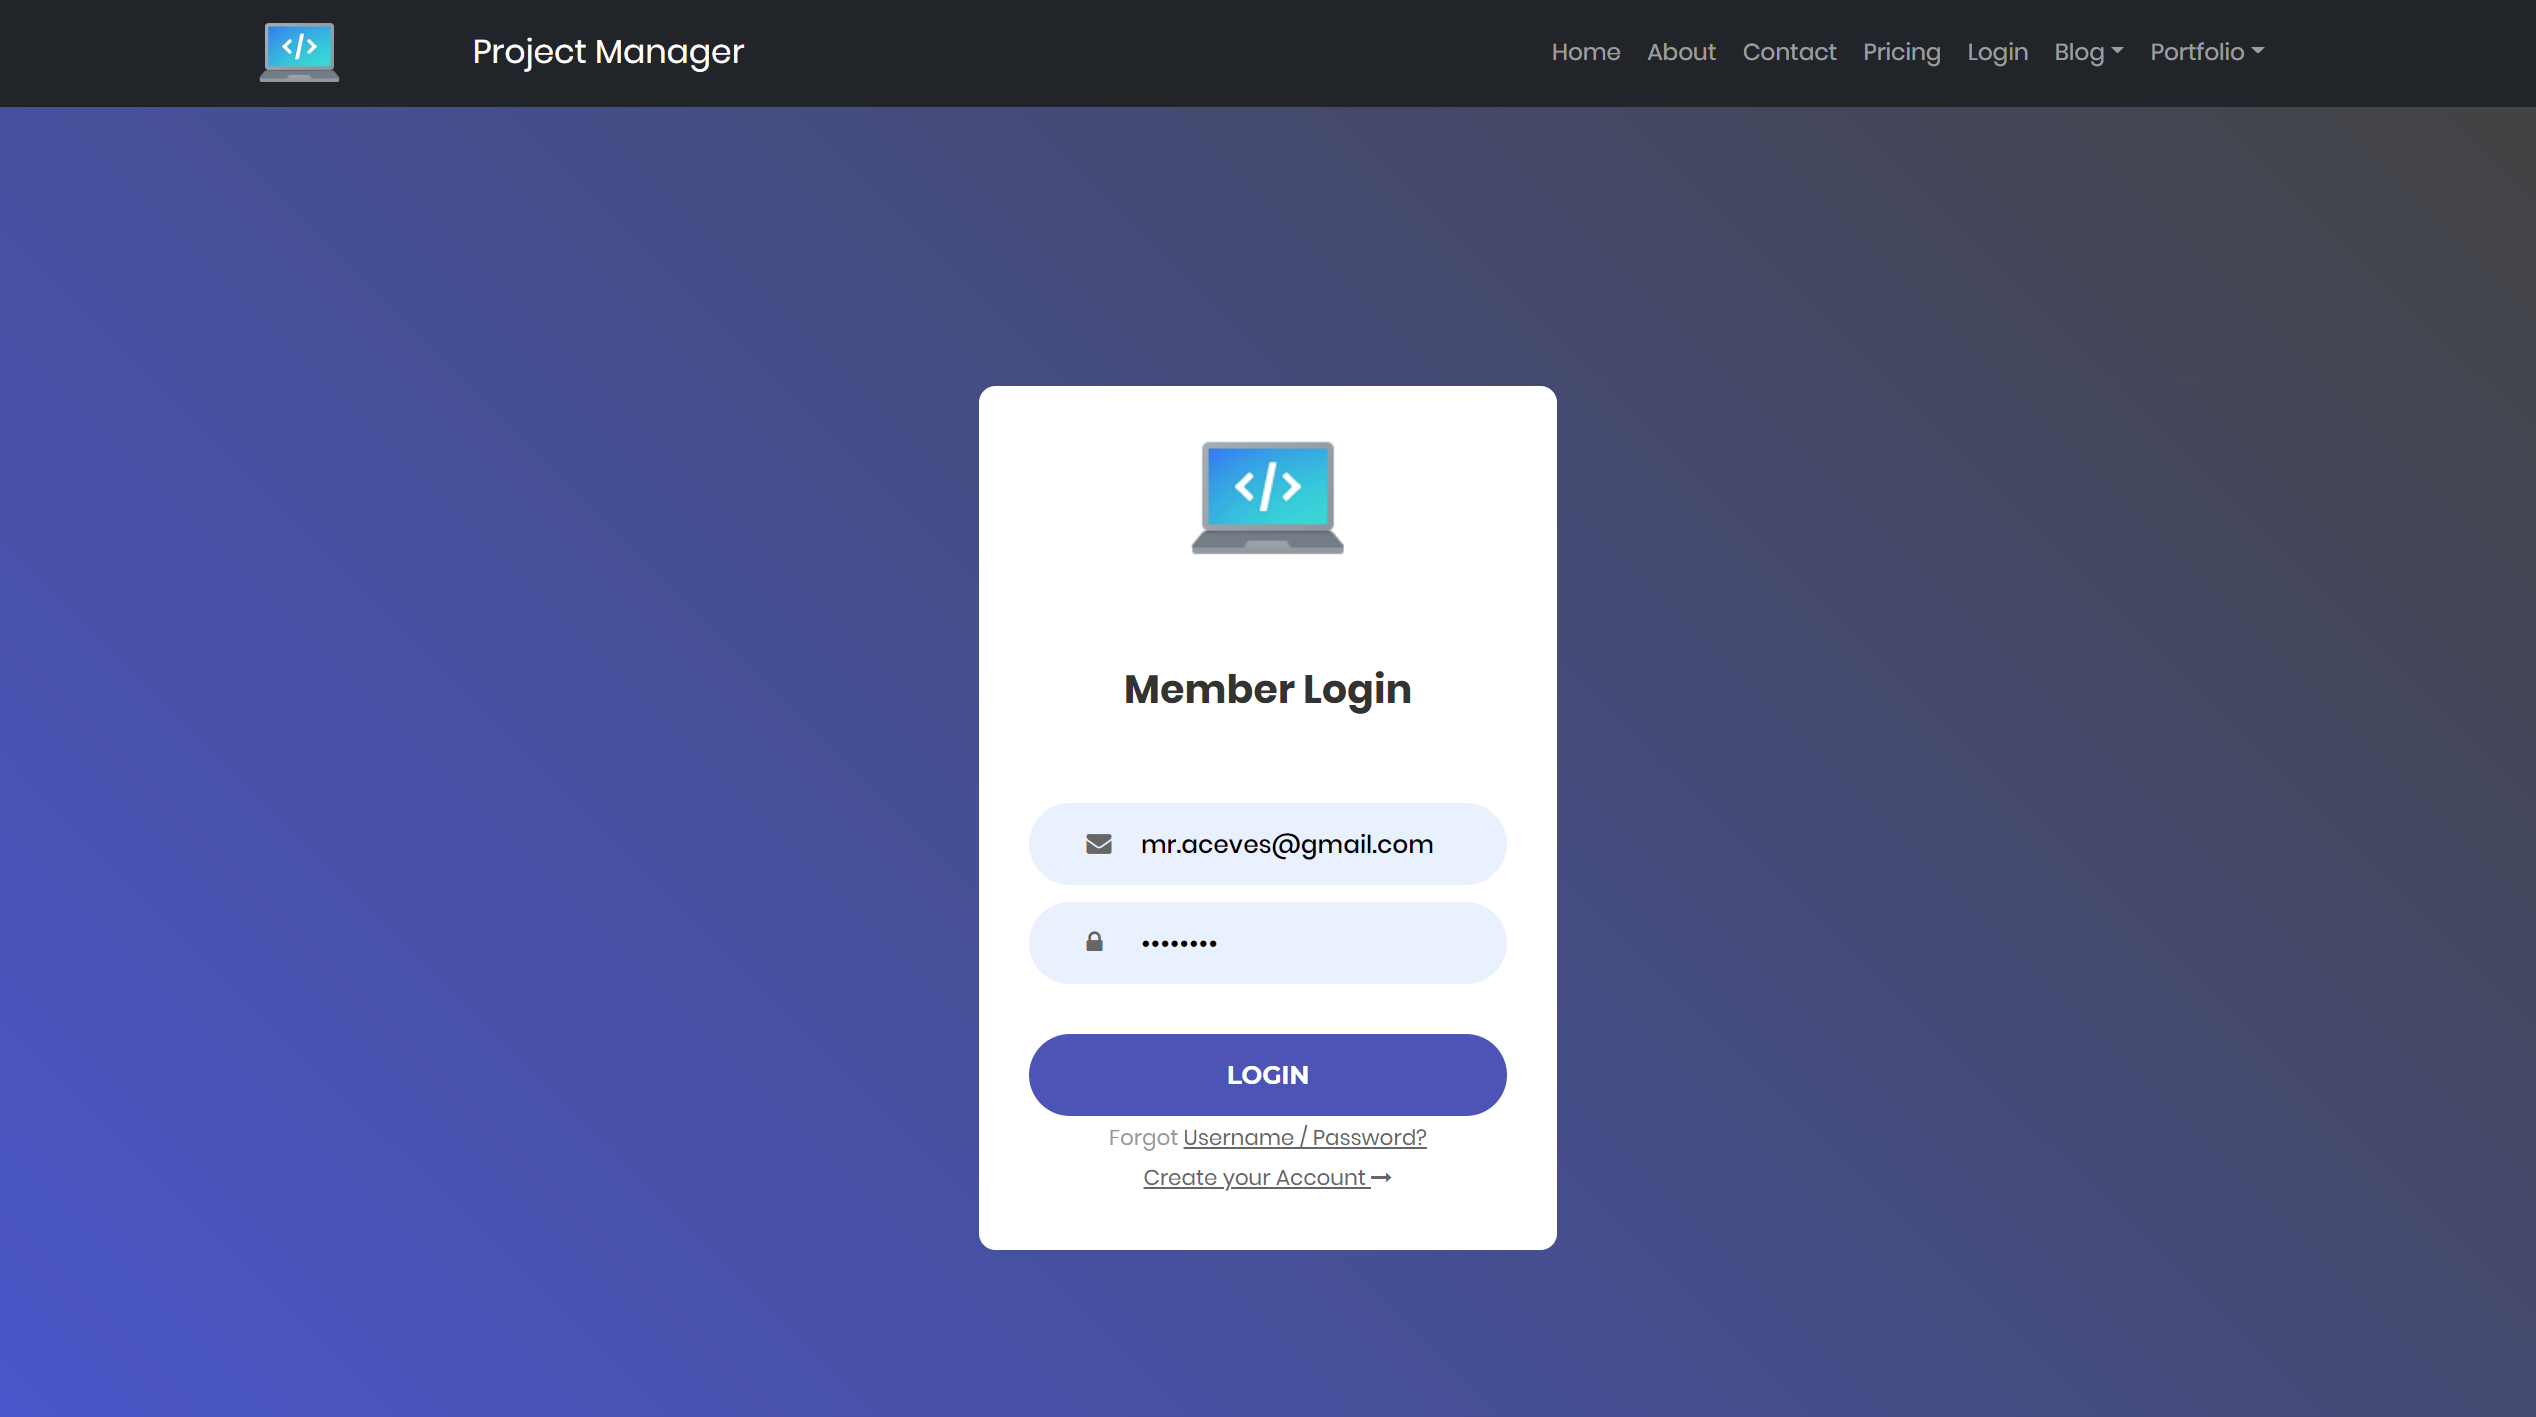 </>
Project Manager
Home About Contact Pricing Login Blog Portfolio
</>
Member Login
mr.aceves@gmail.com
••••••••
LOGIN
Forgot Username / Password?
Create your Account